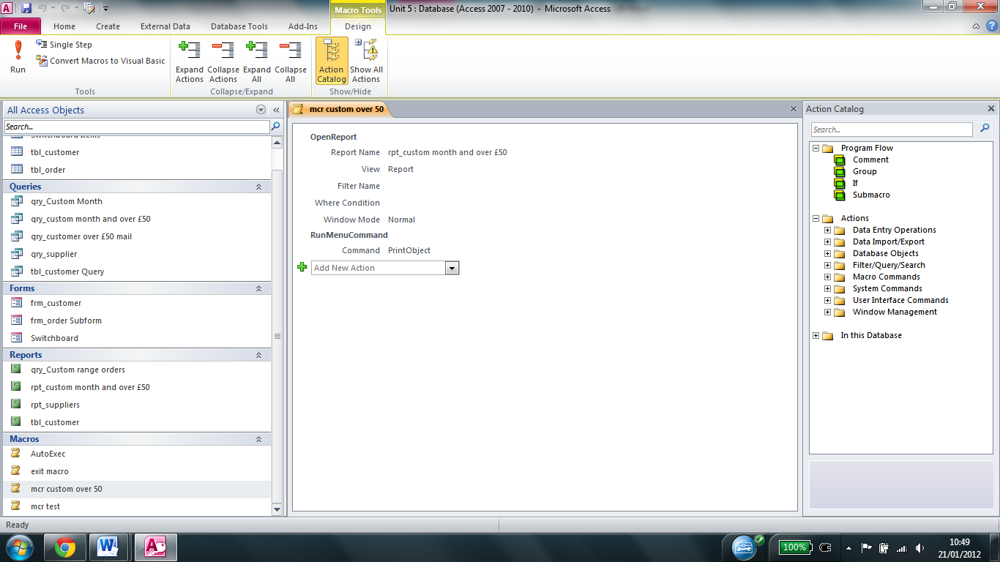 Macro Tools
Unit 5 : Database (Access 2007 - 2010) - Microsoft Access
File Home Create External Data Database Tools Add-Ins Design
Run
Single Step
Convert Macros to Visual Basic
Tools
Expand Actions
Collapse Actions
Expand All
Collapse All
Collapse/Expand
Action Catalog
Show All Actions
Show/Hide
All Access Objects
Search...
Switchboard Items
tbl_customer
tbl_order
Queries
qry_Custom Month
qry_custom month and over £50
qry_customer over £50 mail
qry_supplier
tbl_customer Query
Forms
frm_customer
frm_order Subform
Switchboard
Reports
qry_Custom range orders
rpt_custom month and over £50
rpt_suppliers
tbl_customer
Macros
AutoExec
exit macro
mcr custom over 50
mcr test
mcr custom over 50
OpenReport
Report Name rpt_custom month and over £50
View Report
Filter Name
Where Condition
Window Mode Normal
RunMenuCommand
Command PrintObject
Add New Action
Action Catalog
Search...
Program Flow
Comment
Group
If
Submacro
Actions
Data Entry Operations
Data Import/Export
Database Objects
Filter/Query/Search
Macro Commands
System Commands
User Interface Commands
Window Management
In this Database
Ready
100%
10:49
21/01/2012